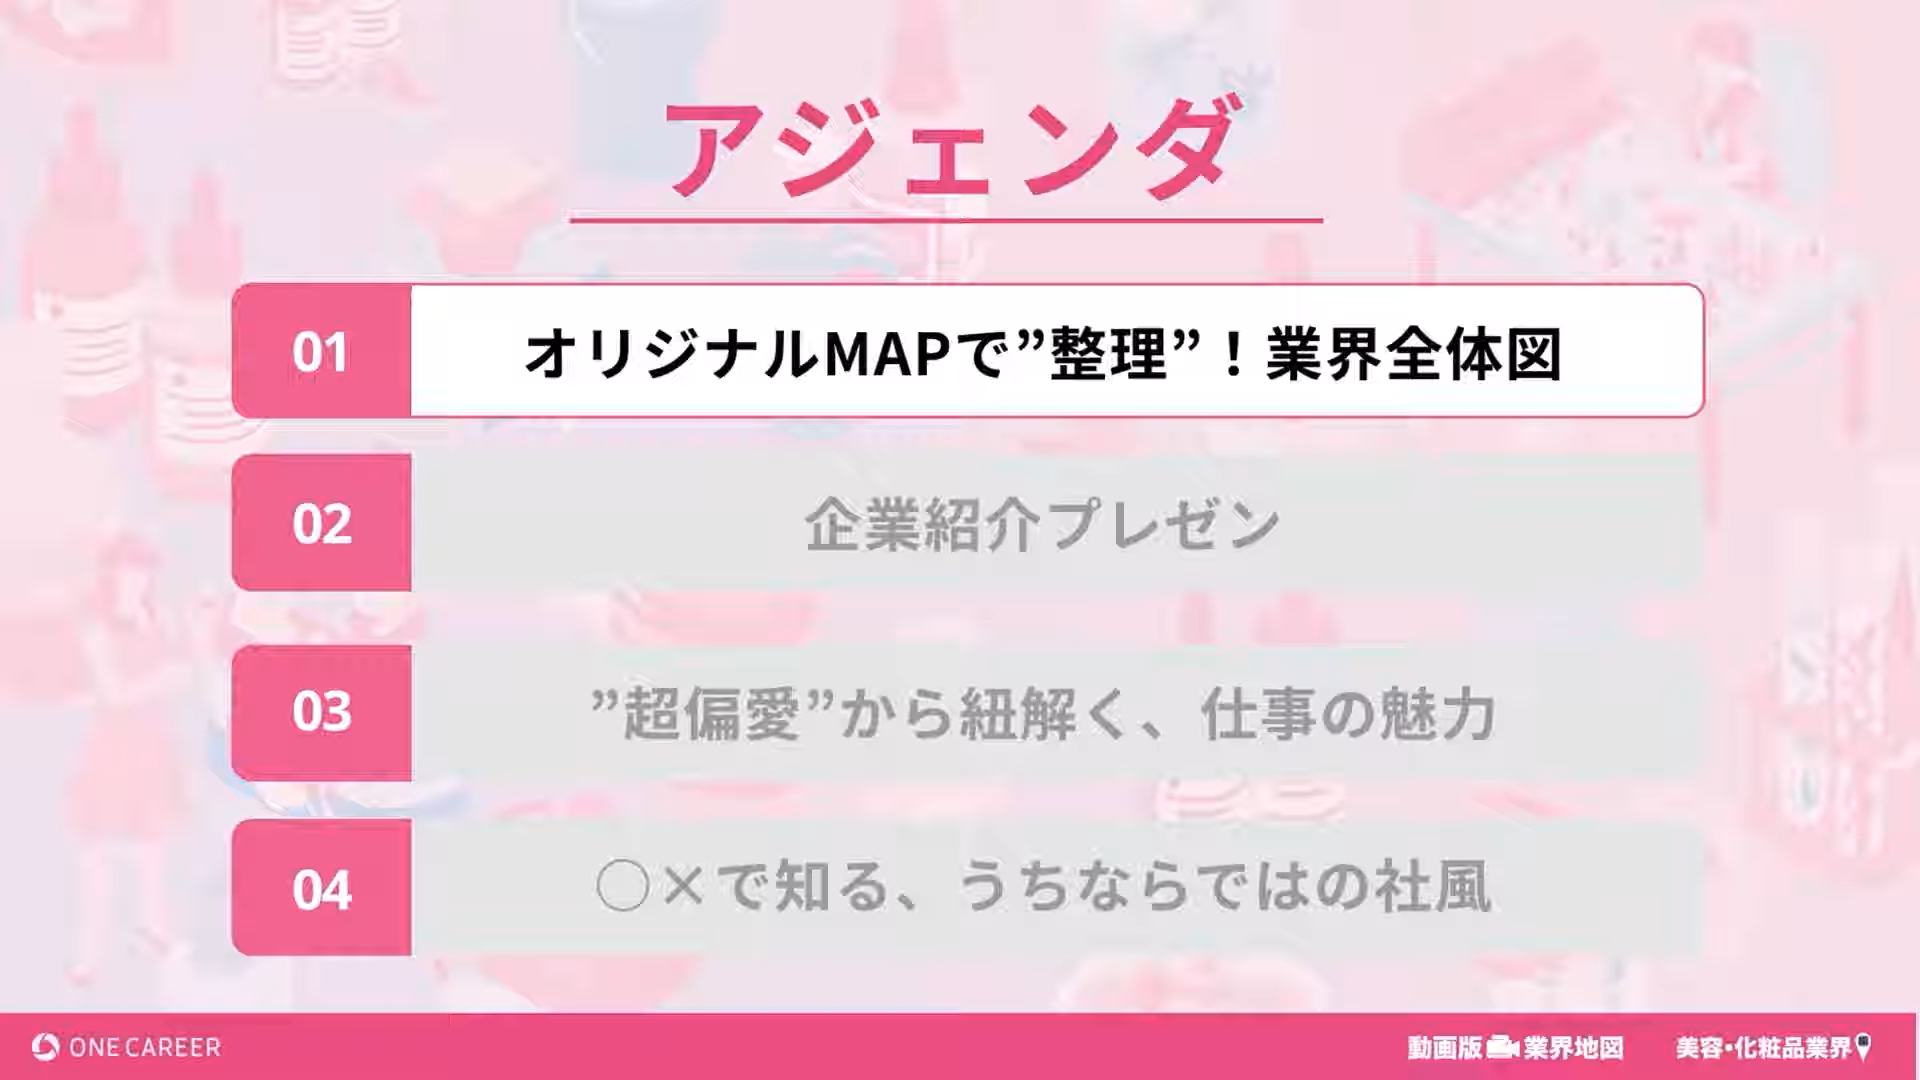 アジェンダ
01
オリジナルMAPで”整理”！業界全体図
02
企業紹介プレゼン
03
”超偏愛”から紐解く、仕事の魅力
04
○×で知る、うちならではの社風
ONE CAREER
動画版 業界地図
美容・化粧品業界